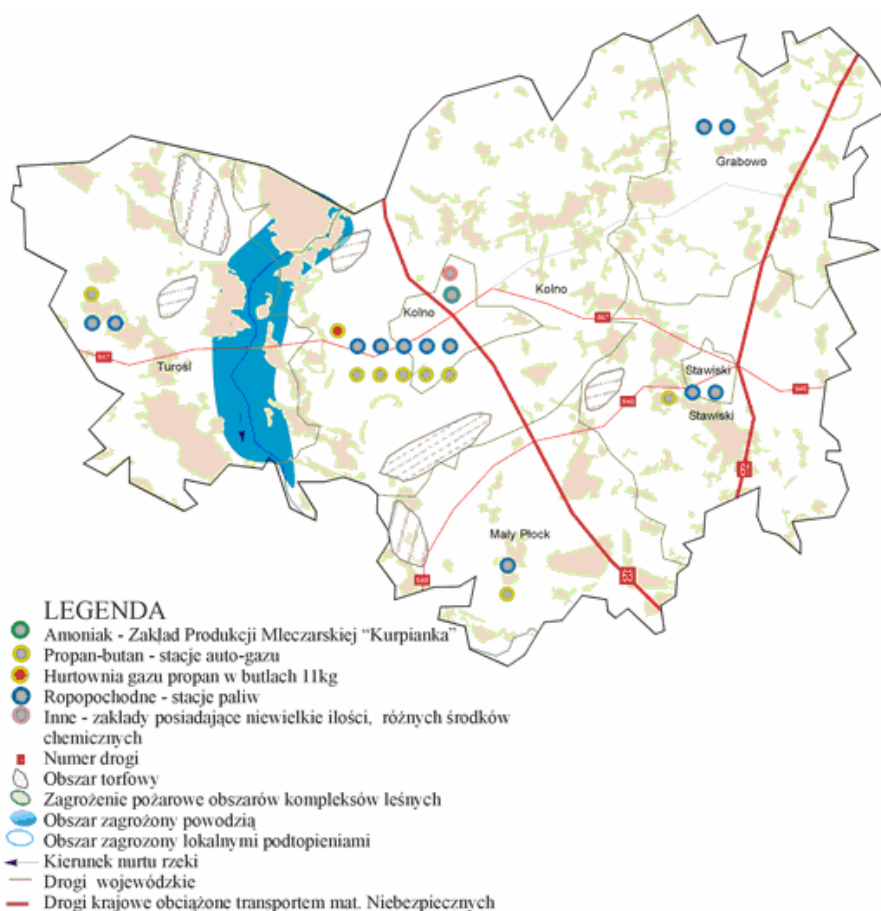 Grabowo
Kolno
Kolno
647
647
Turośl
Stawiski
648
648
Stawiski
61
Mały Płock
648
63
LEGENDA
Amoniak - Zakład Produkcji Mleczarskiej “Kurpianka”
Propan-butan - stacje auto-gazu
Hurtownia gazu propan w butlach 11kg
Ropopochodne - stacje paliw
Inne - zakłady posiadające niewielkie ilości, różnych środków
chemicznych
Numer drogi
Obszar torfowy
Zagrożenie pożarowe obszarów kompleksów leśnych
Obszar zagrożony powodzią
Obszar zagrozony lokalnymi podtopieniami
Kierunek nurtu rzeki
Drogi wojewódzkie
Drogi krajowe obciążone transportem mat. Niebezpiecznych